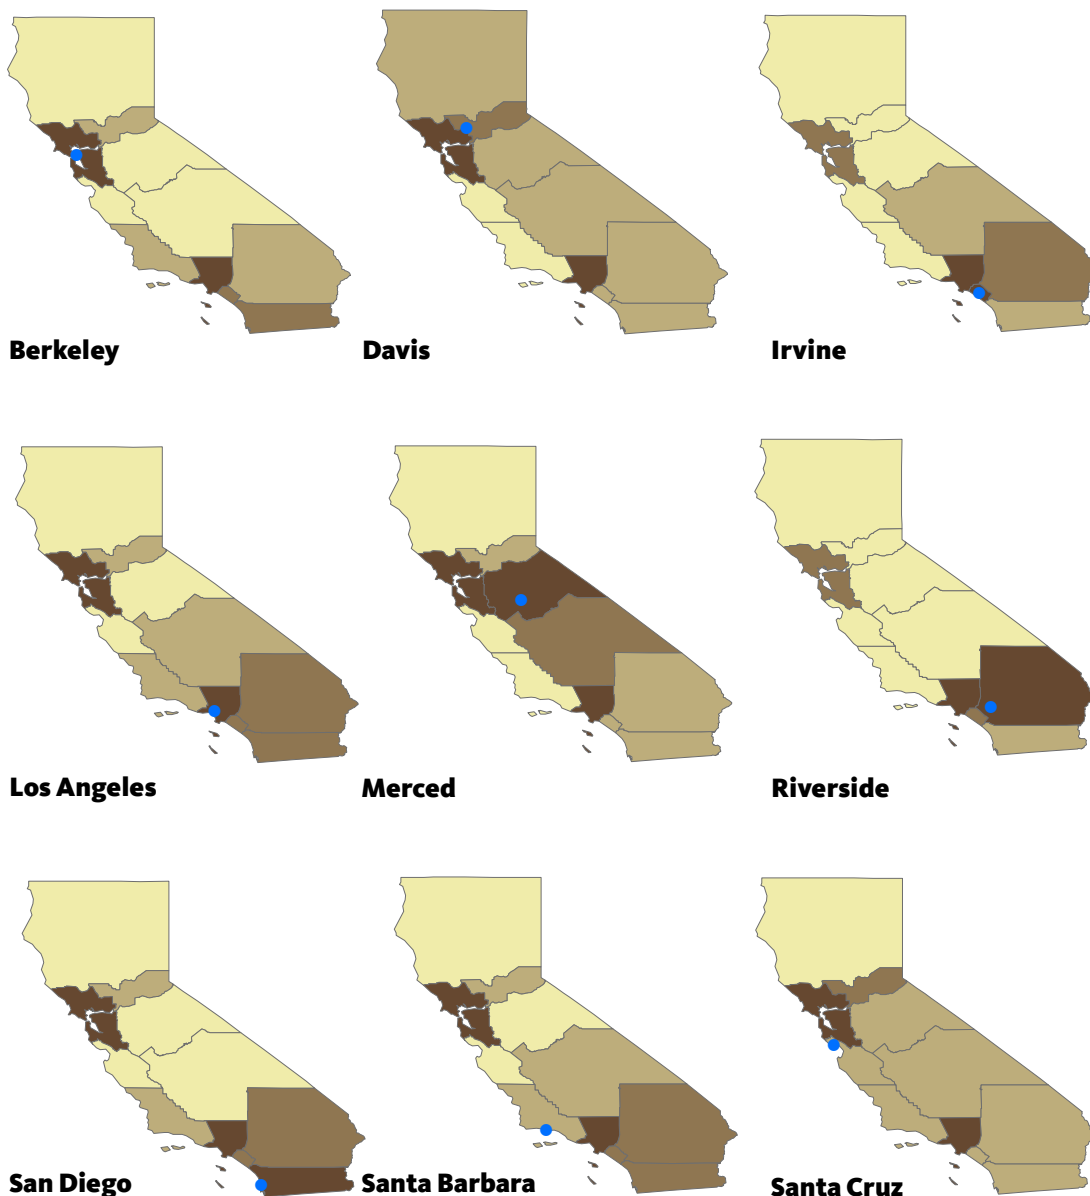 Berkeley
Davis
Irvine
Los Angeles
Merced
Riverside
San Diego
Santa Barbara
Santa Cruz